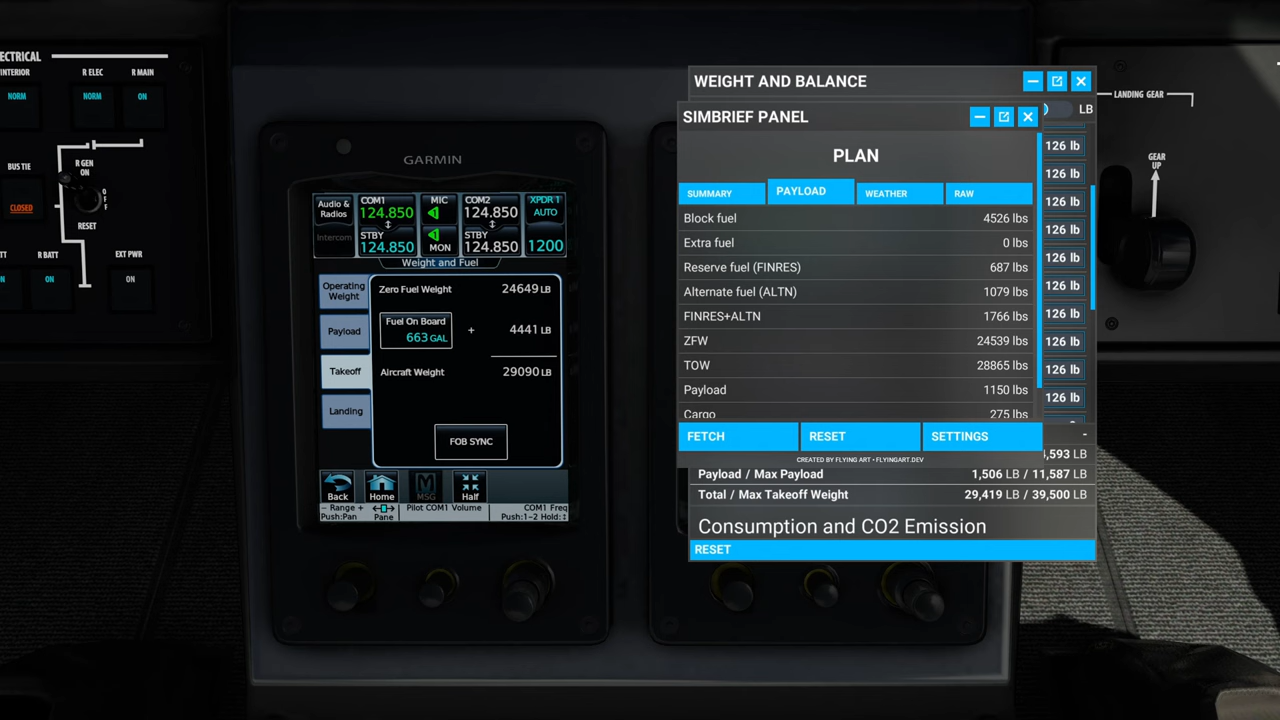 ECTRICAL
INTERIOR R ELEC R MAIN
NORM NORM ON
BUS TIE
R GEN
ON
OFF
CLOSED
RESET
TT R BATT EXT PWR
N ON ON
GARMIN
Audio &
Radios
Intercom
COM1
124.850
STBY
124.850
MIC
MON
COM2
124.850
STBY
124.850
XPDR 1
AUTO
1200
Weight and Fuel
Operating
Weight
Payload
Takeoff
Landing
Zero Fuel Weight 24649LB
Fuel On Board
663 GAL
+ 4441LB
Aircraft Weight 29090LB
FOB SYNC
Back Home MSG Half
– Range +
Push:Pan
Pane
Pilot COM1 Volume
COM1 Freq
Push:1–2 Hold:↕
WEIGHT AND BALANCE
LB
SIMBRIEF PANEL
PLAN
SUMMARY PAYLOAD WEATHER RAW
Block fuel 4526 lbs
Extra fuel 0 lbs
Reserve fuel (FINRES) 687 lbs
Alternate fuel (ALTN) 1079 lbs
FINRES+ALTN 1766 lbs
ZFW 24539 lbs
TOW 28865 lbs
Payload 1150 lbs
Cargo 275 lbs
FETCH RESET SETTINGS
CREATED BY FLYING ART • FLYINGART.DEV
126 lb
126 lb
126 lb
126 lb
126 lb
126 lb
126 lb
126 lb
126 lb
126 lb
-
,593 LB
Payload / Max Payload 1,506 LB / 11,587 LB
Total / Max Takeoff Weight 29,419 LB / 39,500 LB
Consumption and CO2 Emission
RESET
LANDING GEAR
GEAR
UP